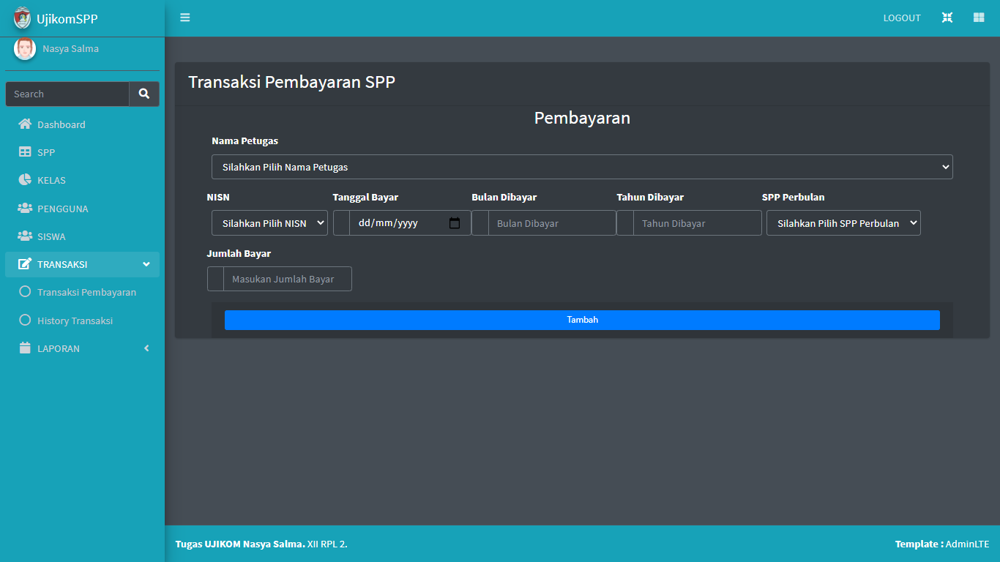 UjikomSPP
LOGOUT
Nasya Salma
Search
Dashboard
SPP
KELAS
PENGGUNA
SISWA
TRANSAKSI
Transaksi Pembayaran
History Transaksi
LAPORAN
Transaksi Pembayaran SPP
Pembayaran
Nama Petugas
Silahkan Pilih Nama Petugas
NISN Tanggal Bayar Bulan Dibayar Tahun Dibayar SPP Perbulan
Silahkan Pilih NISN dd/mm/yyyy Bulan Dibayar Tahun Dibayar Silahkan Pilih SPP Perbulan
Jumlah Bayar
Masukan Jumlah Bayar
Tambah
Tugas UJIKOM Nasya Salma. XII RPL 2.
Template : AdminLTE